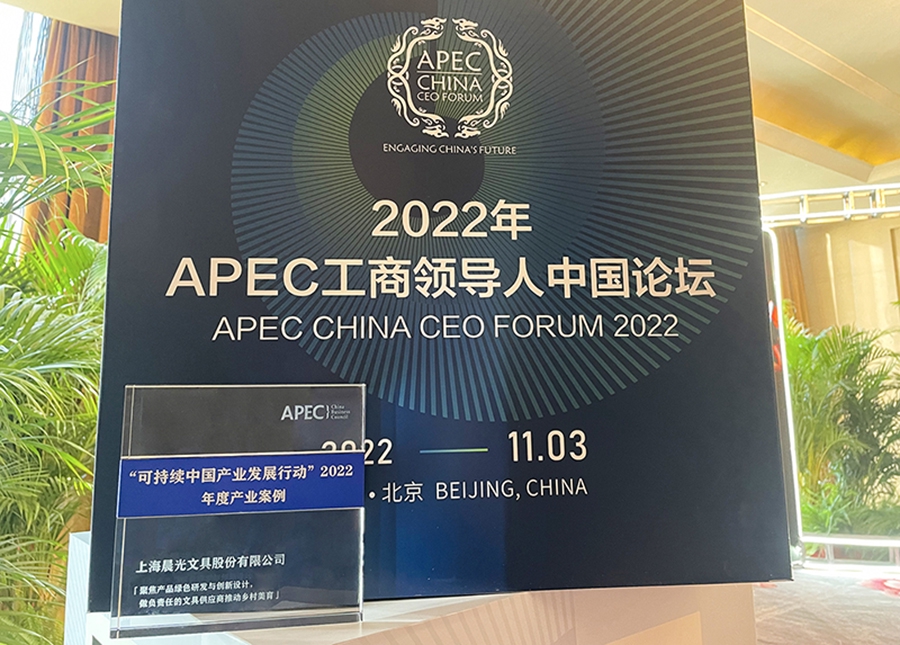 APEC
CHINA
CEO FORUM
ENGAGING CHINA'S FUTURE
2022年
APEC工商领导人中国论坛
APEC CHINA CEO FORUM 2022
2022 — 11.03
• 北京 BEIJING, CHINA
APEC China Business Council
“可持续中国产业发展行动”2022
年度产业案例
上海晨光文具股份有限公司
「聚焦产品绿色研发与创新设计，
做负责任的文具供应商推动乡村美育」